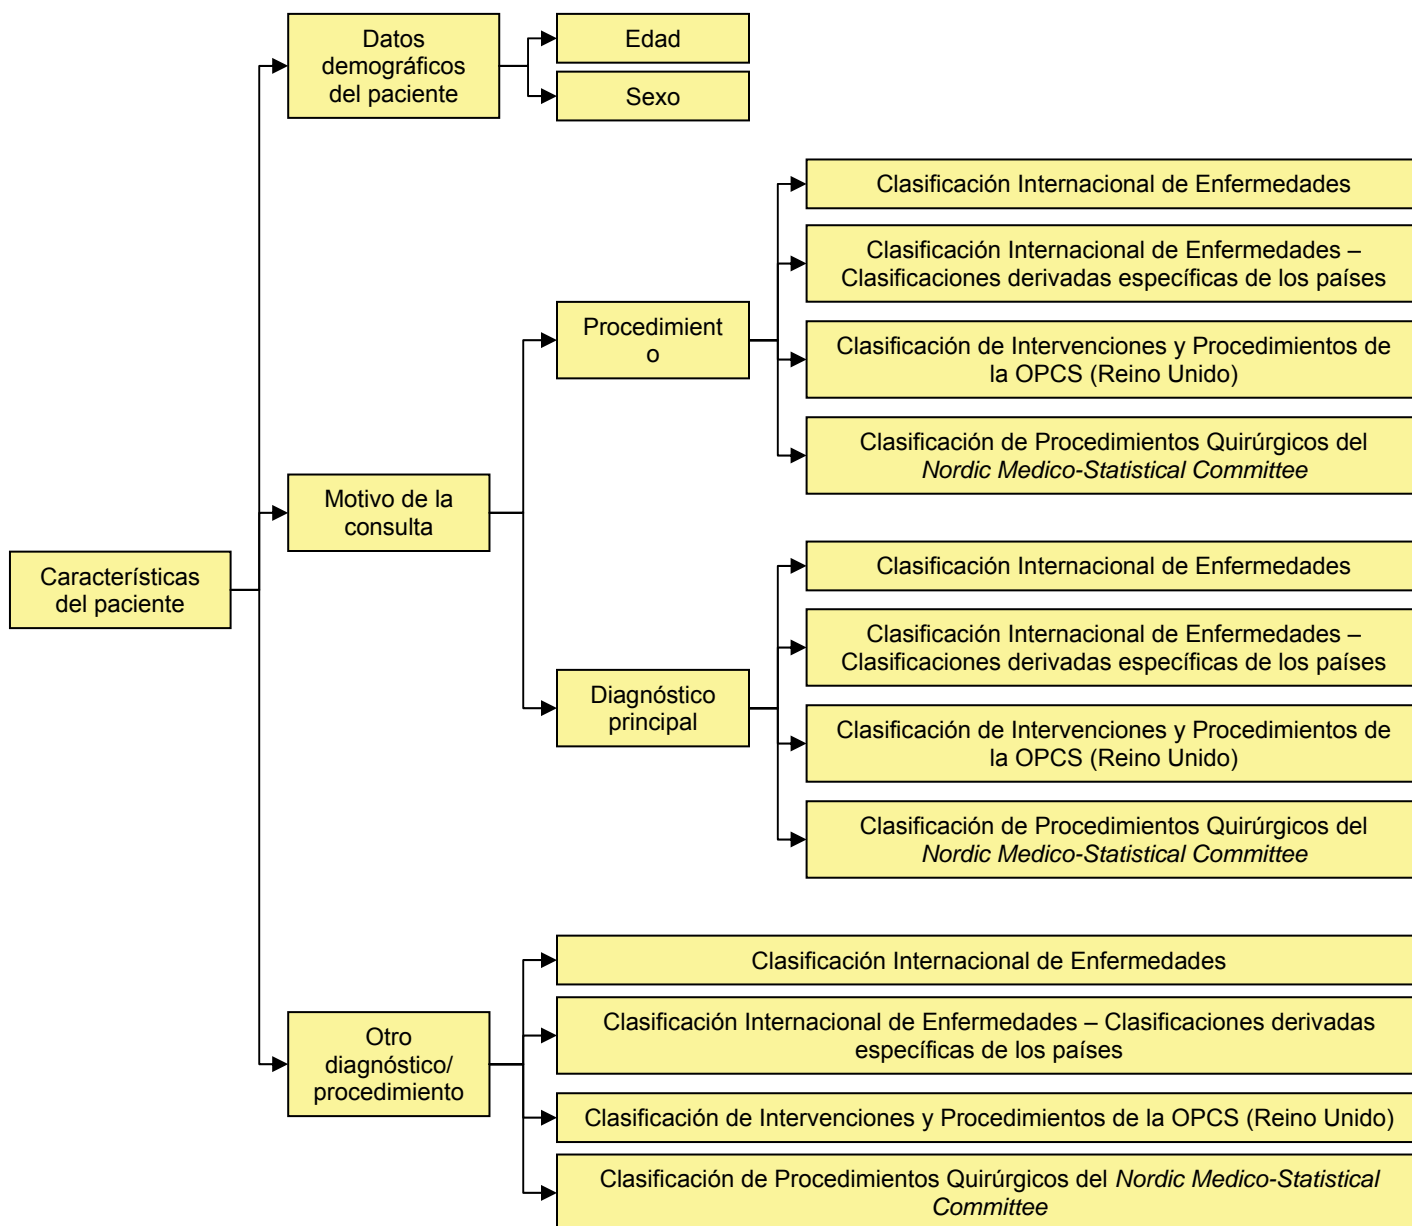 Datos
demográficos
del paciente
Edad
Sexo
Clasificación Internacional de Enfermedades
Clasificación Internacional de Enfermedades –
Clasificaciones derivadas específicas de los países
Procedimient
o
Clasificación de Intervenciones y Procedimientos de
la OPCS (Reino Unido)
Clasificación de Procedimientos Quirúrgicos del
Nordic Medico-Statistical Committee
Motivo de la
consulta
Características
del paciente
Clasificación Internacional de Enfermedades
Clasificación Internacional de Enfermedades –
Clasificaciones derivadas específicas de los países
Diagnóstico
principal
Clasificación de Intervenciones y Procedimientos de
la OPCS (Reino Unido)
Clasificación de Procedimientos Quirúrgicos del
Nordic Medico-Statistical Committee
Otro
diagnóstico/
procedimiento
Clasificación Internacional de Enfermedades
Clasificación Internacional de Enfermedades – Clasificaciones derivadas
específicas de los países
Clasificación de Intervenciones y Procedimientos de la OPCS (Reino Unido)
Clasificación de Procedimientos Quirúrgicos del Nordic Medico-Statistical
Committee